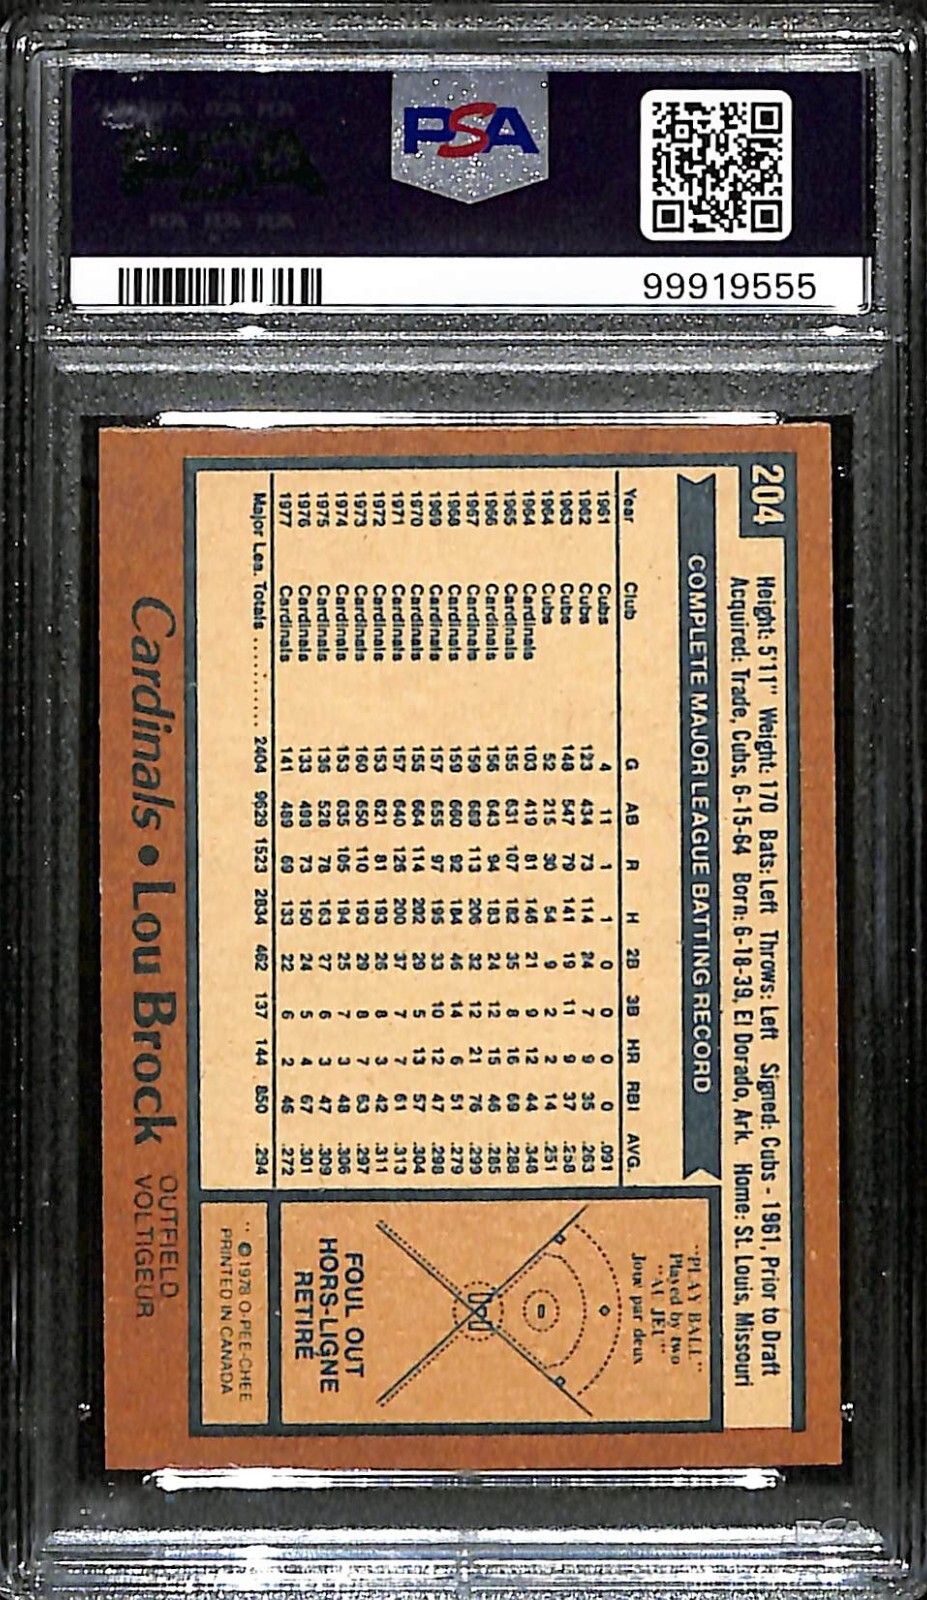 PSA
99919555
204
Height: 5'11" Weight: 170 Bats: Left Throws: Left Signed: Cubs - 1961, Prior to Draft
Acquired: Trade, Cubs, 6-15-64 Born: 6-18-39, El Dorado, Ark. Home: St. Louis, Missouri
COMPLETE MAJOR LEAGUE BATTING RECORD
Year Club G AB R H 2B 3B HR RBI AVG.
1961 Cubs 4 11 1 1 0 0 0 0 .091
1962 Cubs 123 434 73 114 24 7 9 35 .263
1963 Cubs 148 547 79 141 19 11 9 37 .258
1964 Cubs 52 215 30 54 9 2 2 14 .251
1964 Cardinals 103 419 81 146 21 9 12 44 .348
1965 Cardinals 155 631 107 182 35 8 16 69 .288
1966 Cardinals 156 643 94 183 24 12 15 46 .285
1967 Cardinals 159 689 113 206 32 12 21 76 .299
1968 Cardinals 159 660 92 184 46 14 6 51 .279
1969 Cardinals 157 655 97 195 33 10 12 47 .298
1970 Cardinals 155 664 114 202 29 5 13 57 .304
1971 Cardinals 157 640 126 200 37 7 7 61 .313
1972 Cardinals 153 621 81 193 26 8 3 42 .311
1973 Cardinals 160 650 110 193 29 8 7 63 .297
1974 Cardinals 153 635 105 194 25 7 3 48 .306
1975 Cardinals 136 528 78 163 27 6 3 47 .309
1976 Cardinals 133 498 73 150 24 5 4 67 .301
1977 Cardinals 141 489 69 133 22 6 2 46 .272
Major Lea. Totals .......... 2404 9629 1523 2834 462 137 144 850 .294
"PLAY BALL"
Played by two
"AU JEU"
Joué par deux
FOUL OUT
HORS-LIGNE
RETIRÉ
** © 1978 O-PEE-CHEE
PRINTED IN CANADA
Cardinals • Lou Brock OUTFIELD
VOLTIGEUR